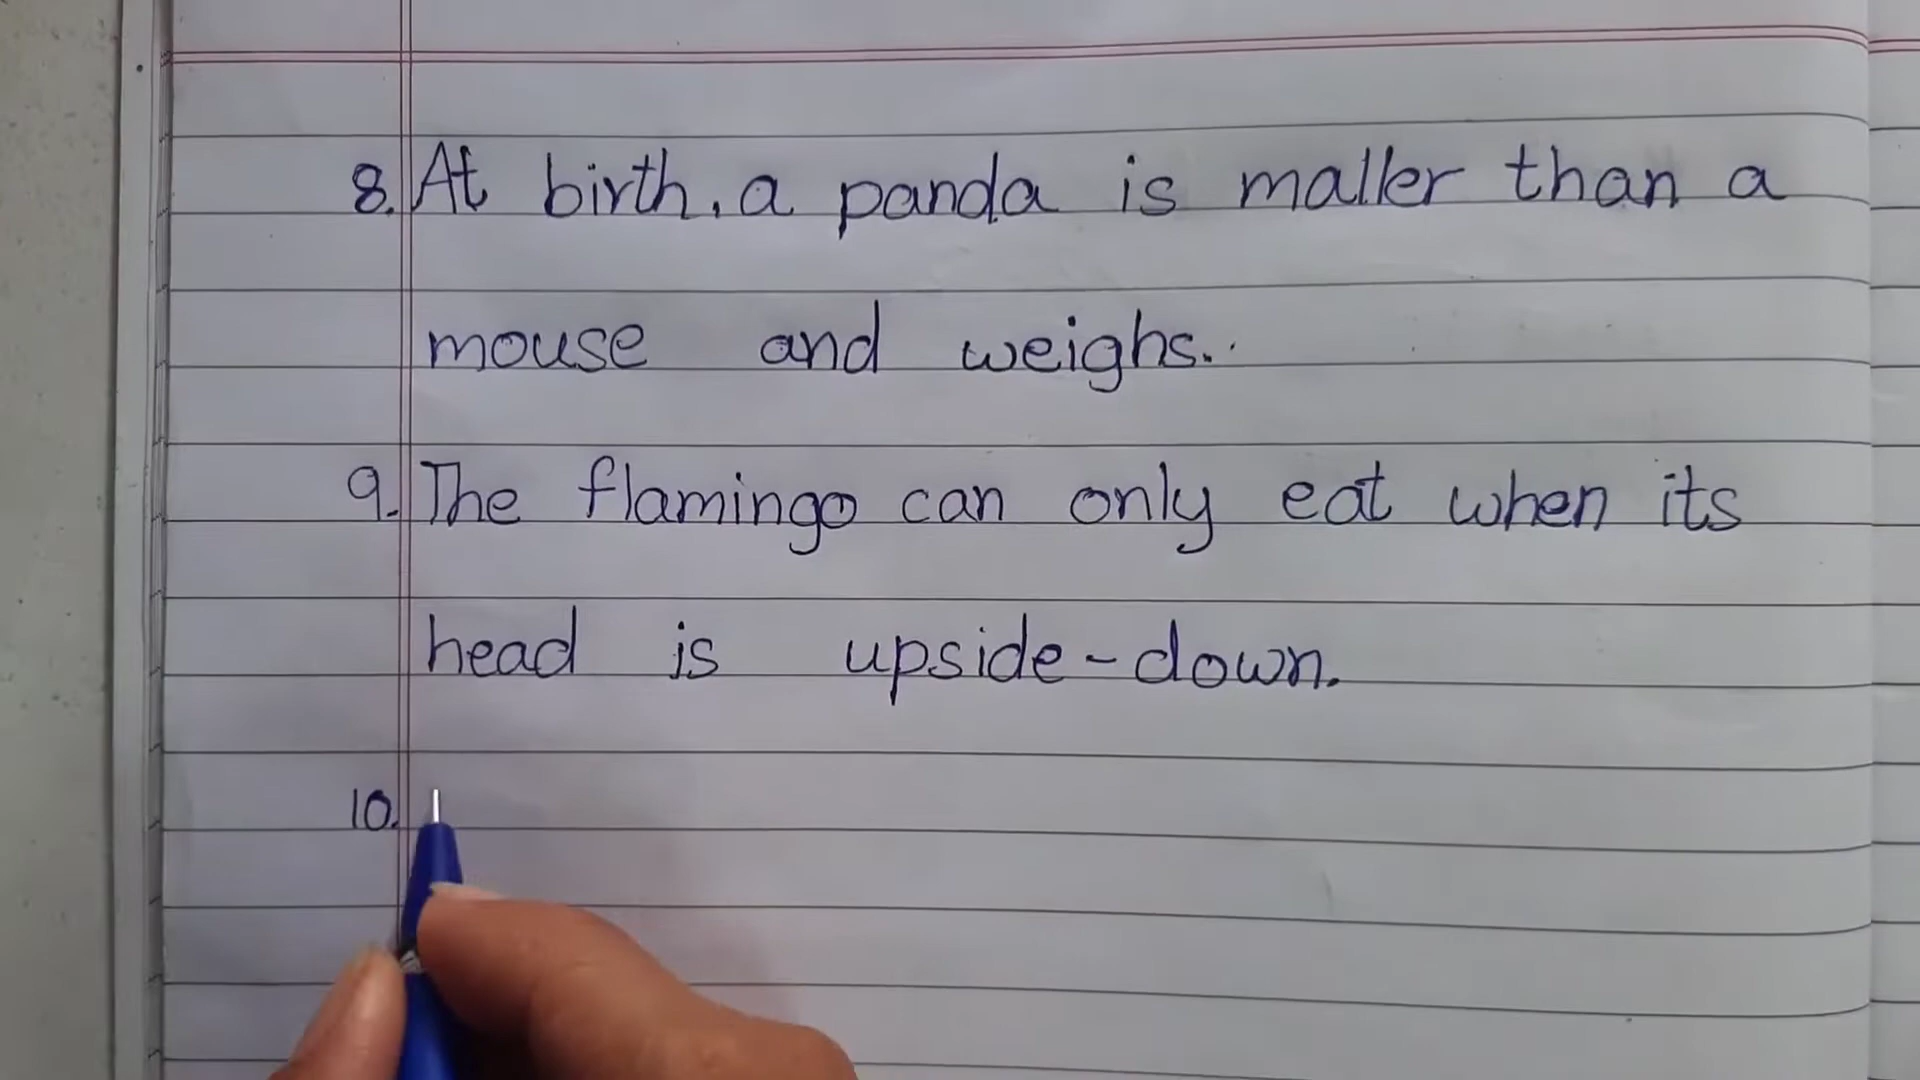 8. At birth, a panda is maller than a
mouse and weighs..
9. The flamingo can only eat when its
head is upside-down.
10.